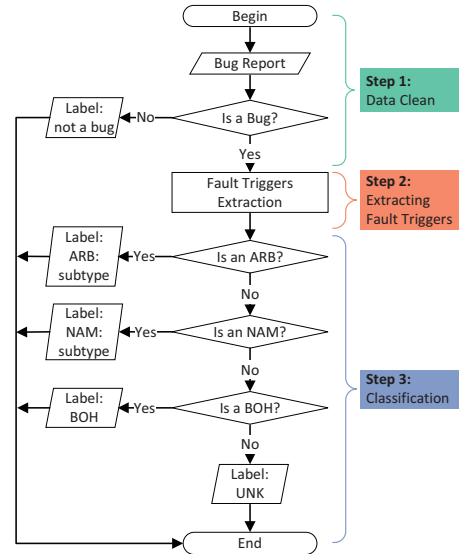 Begin
Bug Report
Step 1:
Data Clean
Label:
not a bug
No
Is a Bug?
Yes
Step 2:
Extracting
Fault Triggers
Fault Triggers
Extraction
Label:
ARB:
subtype
Yes
Is an ARB?
No
Label:
NAM:
subtype
Yes
Is an NAM?
No
Step 3:
Classification
Label:
BOH
Yes
Is a BOH?
No
Label:
UNK
End